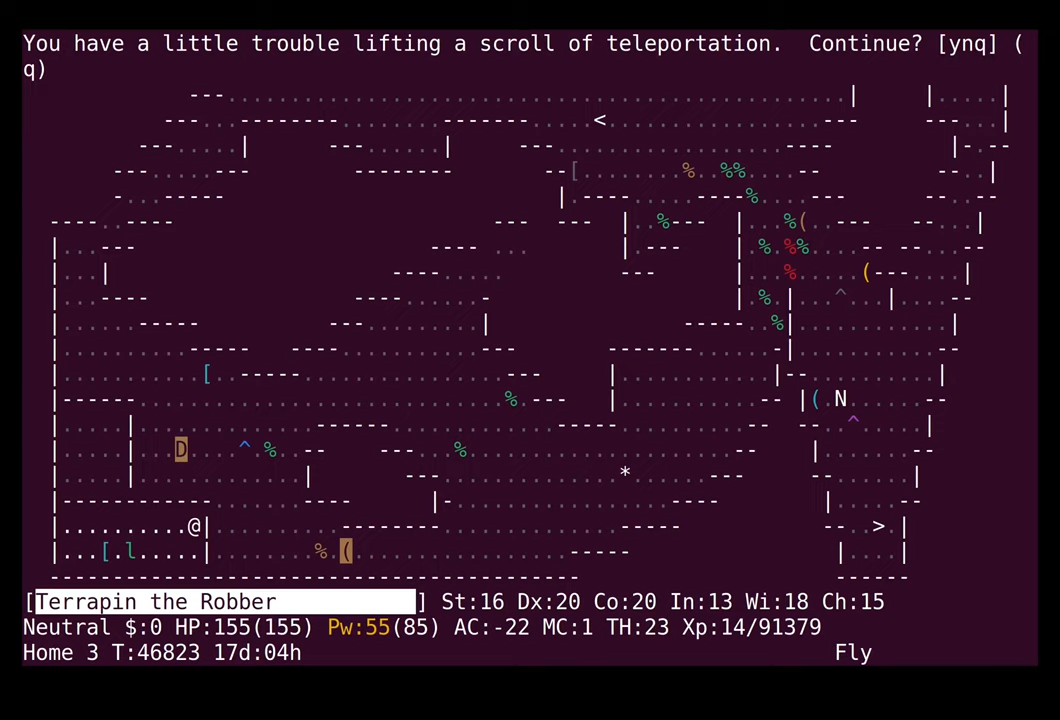 You have a little trouble lifting a scroll of teleportation.  Continue? [ynq] (
q)
[Terrapin the Robber             ] St:16 Dx:20 Co:20 In:13 Wi:18 Ch:15
Neutral $:0 HP:155(155) Pw:55(85) AC:-22 MC:1 TH:23 Xp:14/91379
Home 3 T:46823 17d:04h                                          Fly